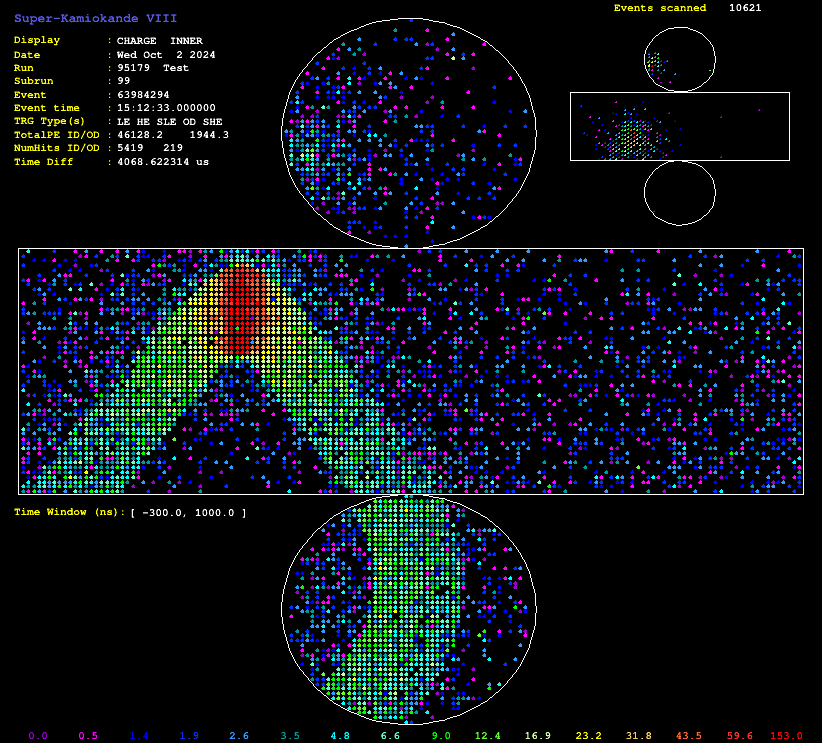 Super-Kamiokande VIII
Events scanned 10621
Display : CHARGE INNER
Date : Wed Oct 2 2024
Run : 95179 Test
Subrun : 99
Event : 63984294
Event time : 15:12:33.000000
TRG Type(s) : LE HE SLE OD SHE
TotalPE ID/OD : 46128.2 1944.3
NumHits ID/OD : 5419 219
Time Diff : 4068.622314 us
Time Window (ns): [ -300.0, 1000.0 ]
0.0 0.5 1.4 1.9 2.6 3.5 4.8 6.6 9.0 12.4 16.9 23.2 31.8 43.5 59.6 153.0